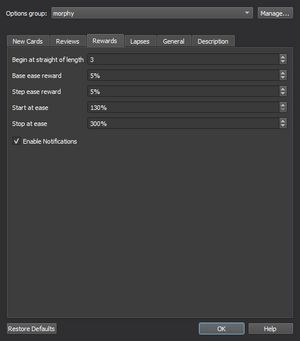 Options group: morphy Manage...
New Cards Reviews Rewards Lapses General Description
Begin at straight of length 3
Base ease reward 5%
Step ease reward 5%
Start at ease 130%
Stop at ease 300%
Enable Notifications
Restore Defaults OK Help